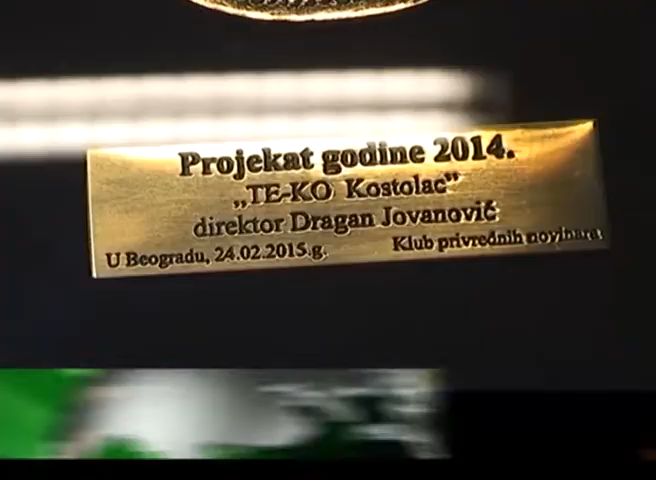 Projekat godine 2014.
„TE-KO Kostolac”
direktor Dragan Jovanović
U Beogradu, 24.02.2015.g. Klub privrednih novinara